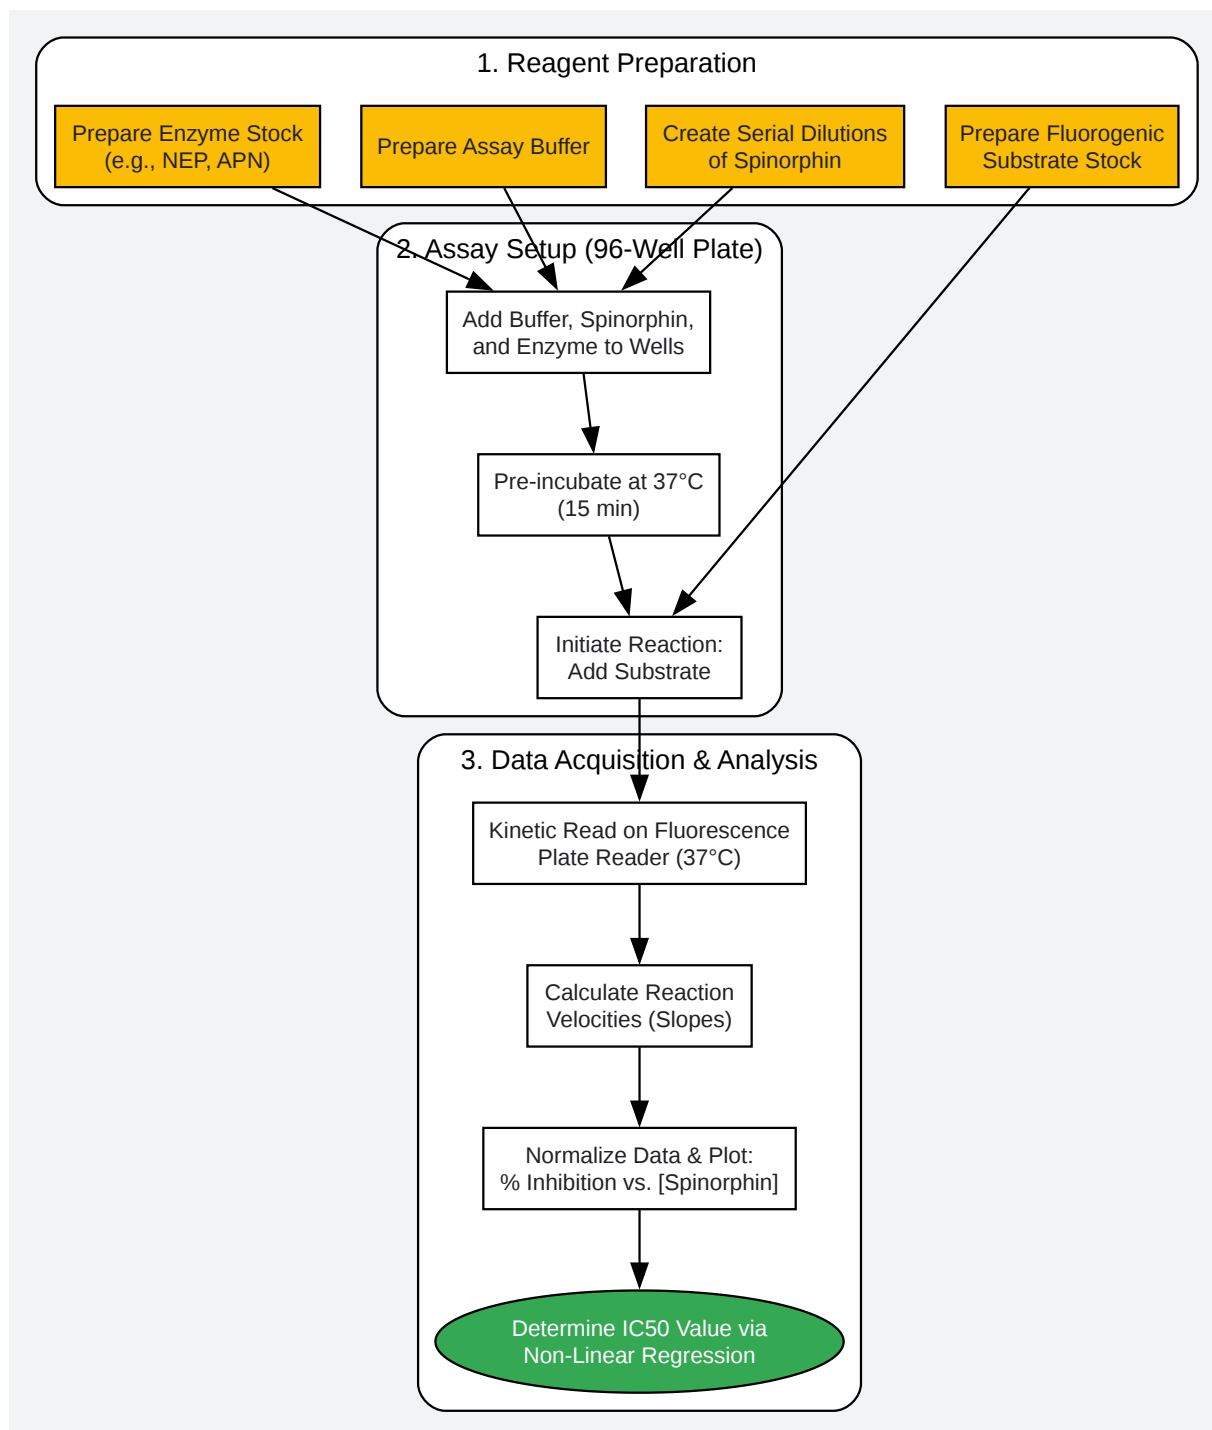 1. Reagent Preparation
Prepare Enzyme Stock
(e.g., NEP, APN)
Prepare Assay Buffer
Create Serial Dilutions
of Spinorphin
Prepare Fluorogenic
Substrate Stock
2. Assay Setup (96-Well Plate)
Add Buffer, Spinorphin,
and Enzyme to Wells
Pre-incubate at 37°C
(15 min)
Initiate Reaction:
Add Substrate
3. Data Acquisition & Analysis
Kinetic Read on Fluorescence
Plate Reader (37°C)
Calculate Reaction
Velocities (Slopes)
Normalize Data & Plot:
% Inhibition vs. [Spinorphin]
Determine IC50 Value via
Non-Linear Regression